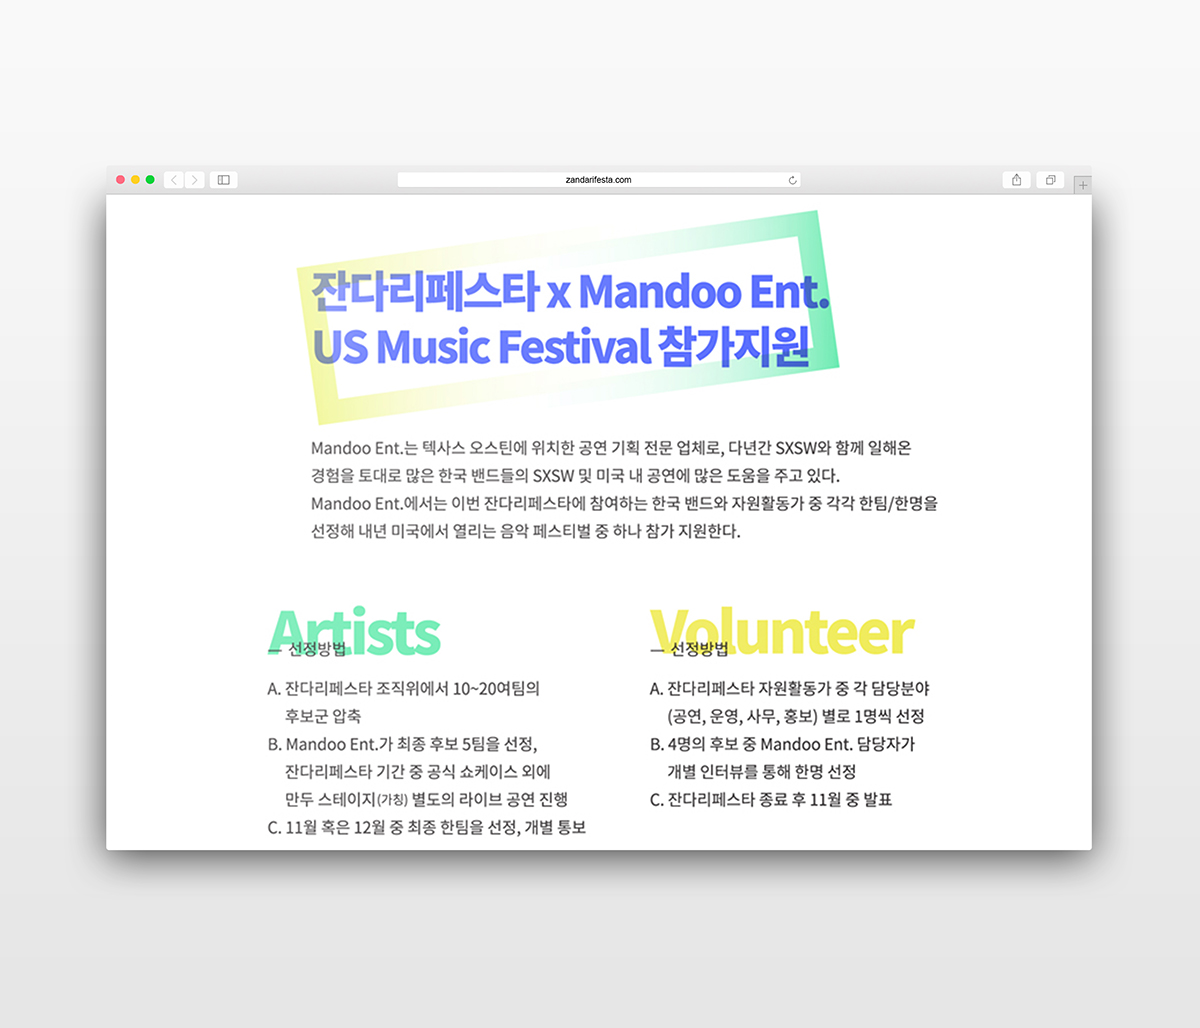 zandarifesta.com
잔다리페스타 x Mandoo Ent.
US Music Festival 참가지원
Mandoo Ent.는 텍사스 오스틴에 위치한 공연 기획 전문 업체로, 다년간 SXSW와 함께 일해온
경험을 토대로 많은 한국 밴드들의 SXSW 및 미국 내 공연에 많은 도움을 주고 있다.
Mandoo Ent.에서는 이번 잔다리페스타에 참여하는 한국 밴드와 자원활동가 중 각각 한팀/한명을
선정해 내년 미국에서 열리는 음악 페스티벌 중 하나 참가 지원한다.
Artists
— 선정방법
A. 잔다리페스타 조직위에서 10~20여팀의
후보군 압축
B. Mandoo Ent.가 최종 후보 5팀을 선정,
잔다리페스타 기간 중 공식 쇼케이스 외에
만두 스테이지(가칭) 별도의 라이브 공연 진행
C. 11월 혹은 12월 중 최종 한팀을 선정, 개별 통보
Volunteer
— 선정방법
A. 잔다리페스타 자원활동가 중 각 담당분야
(공연, 운영, 사무, 홍보) 별로 1명씩 선정
B. 4명의 후보 중 Mandoo Ent. 담당자가
개별 인터뷰를 통해 한명 선정
C. 잔다리페스타 종료 후 11월 중 발표